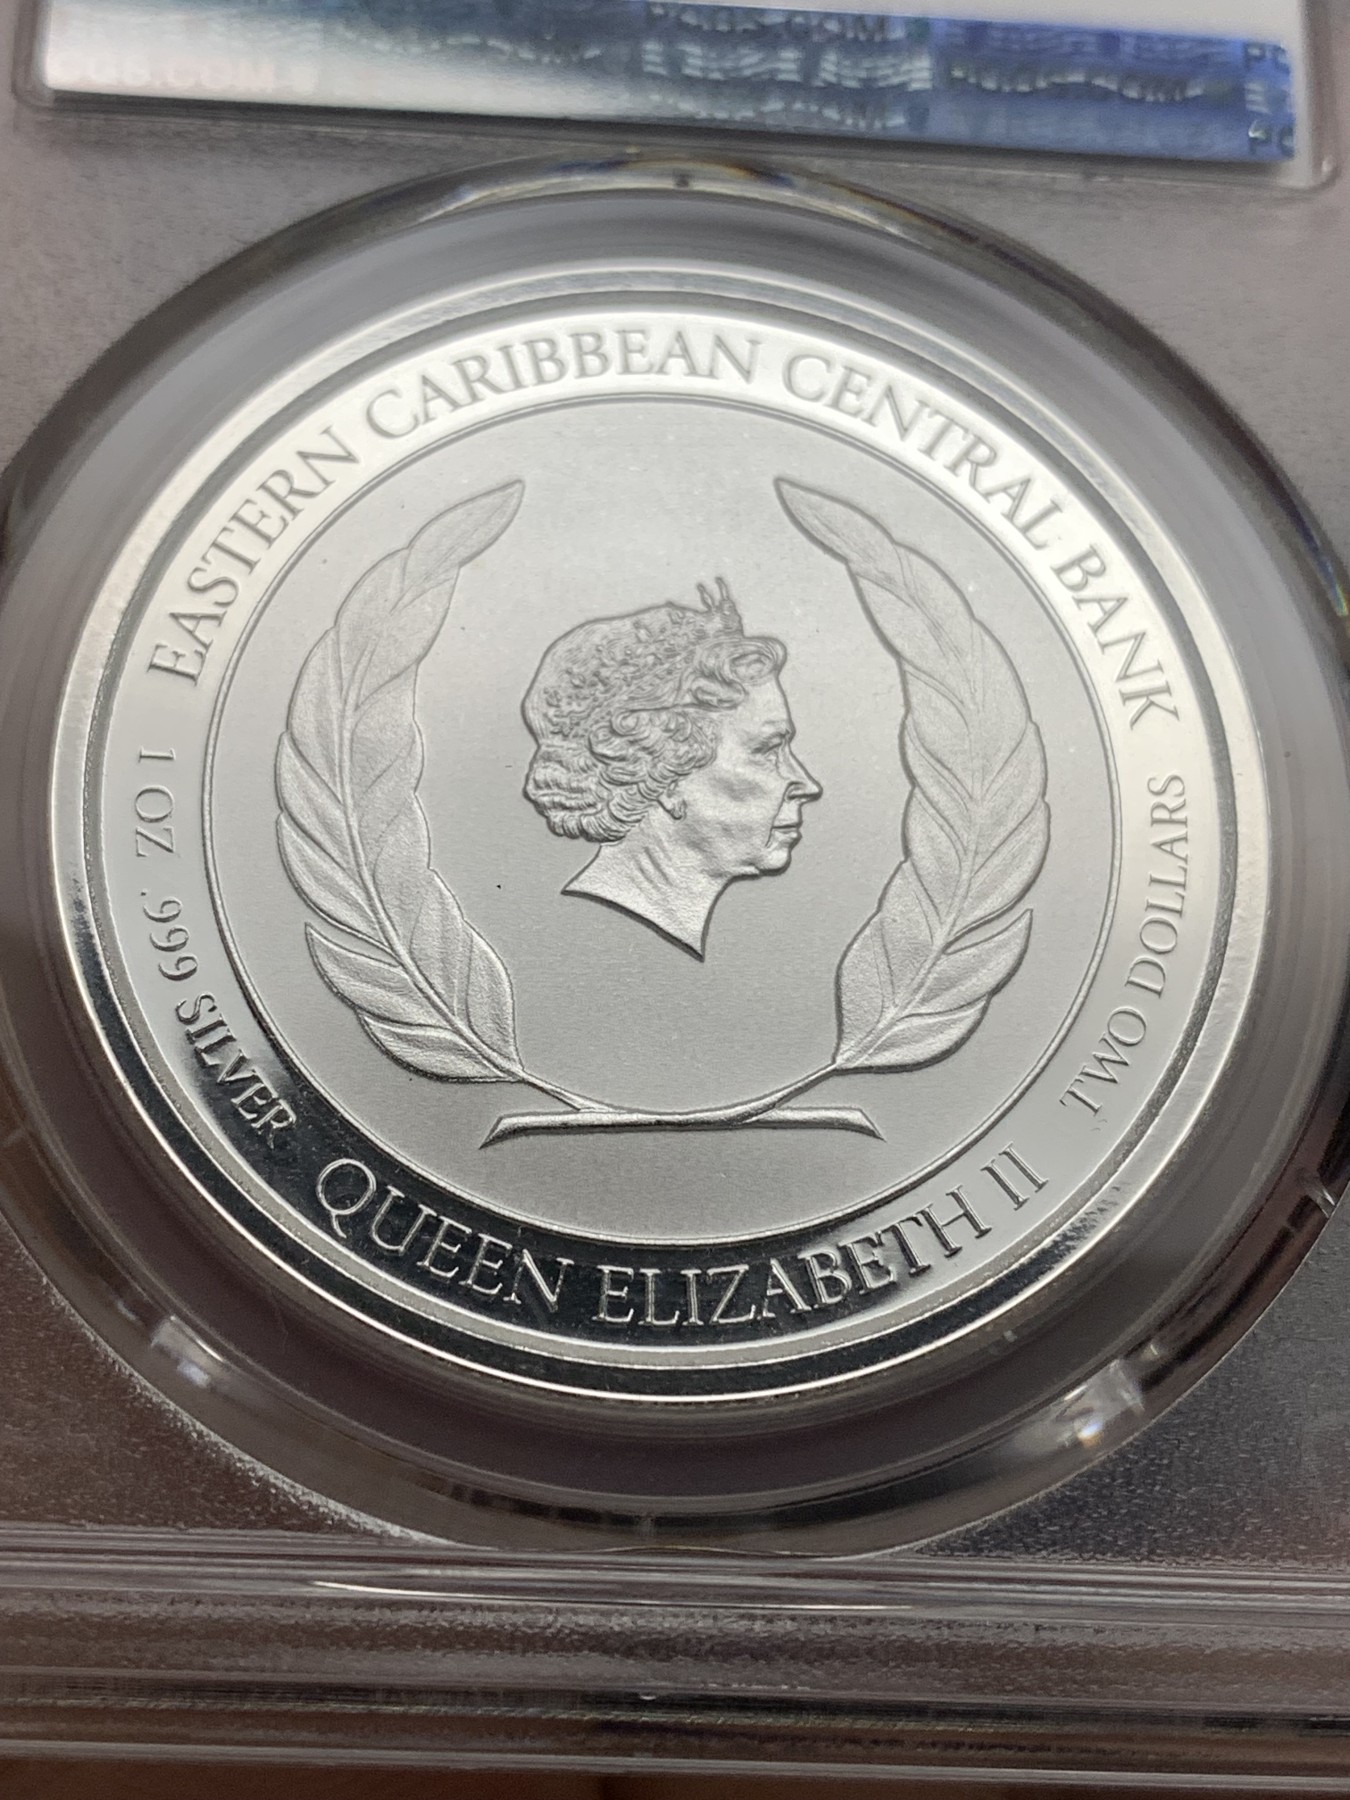 EASTERN CARIBBEAN CENTRAL BANK
TWO DOLLARS
QUEEN ELIZABETH II
1 OZ .999 SILVER